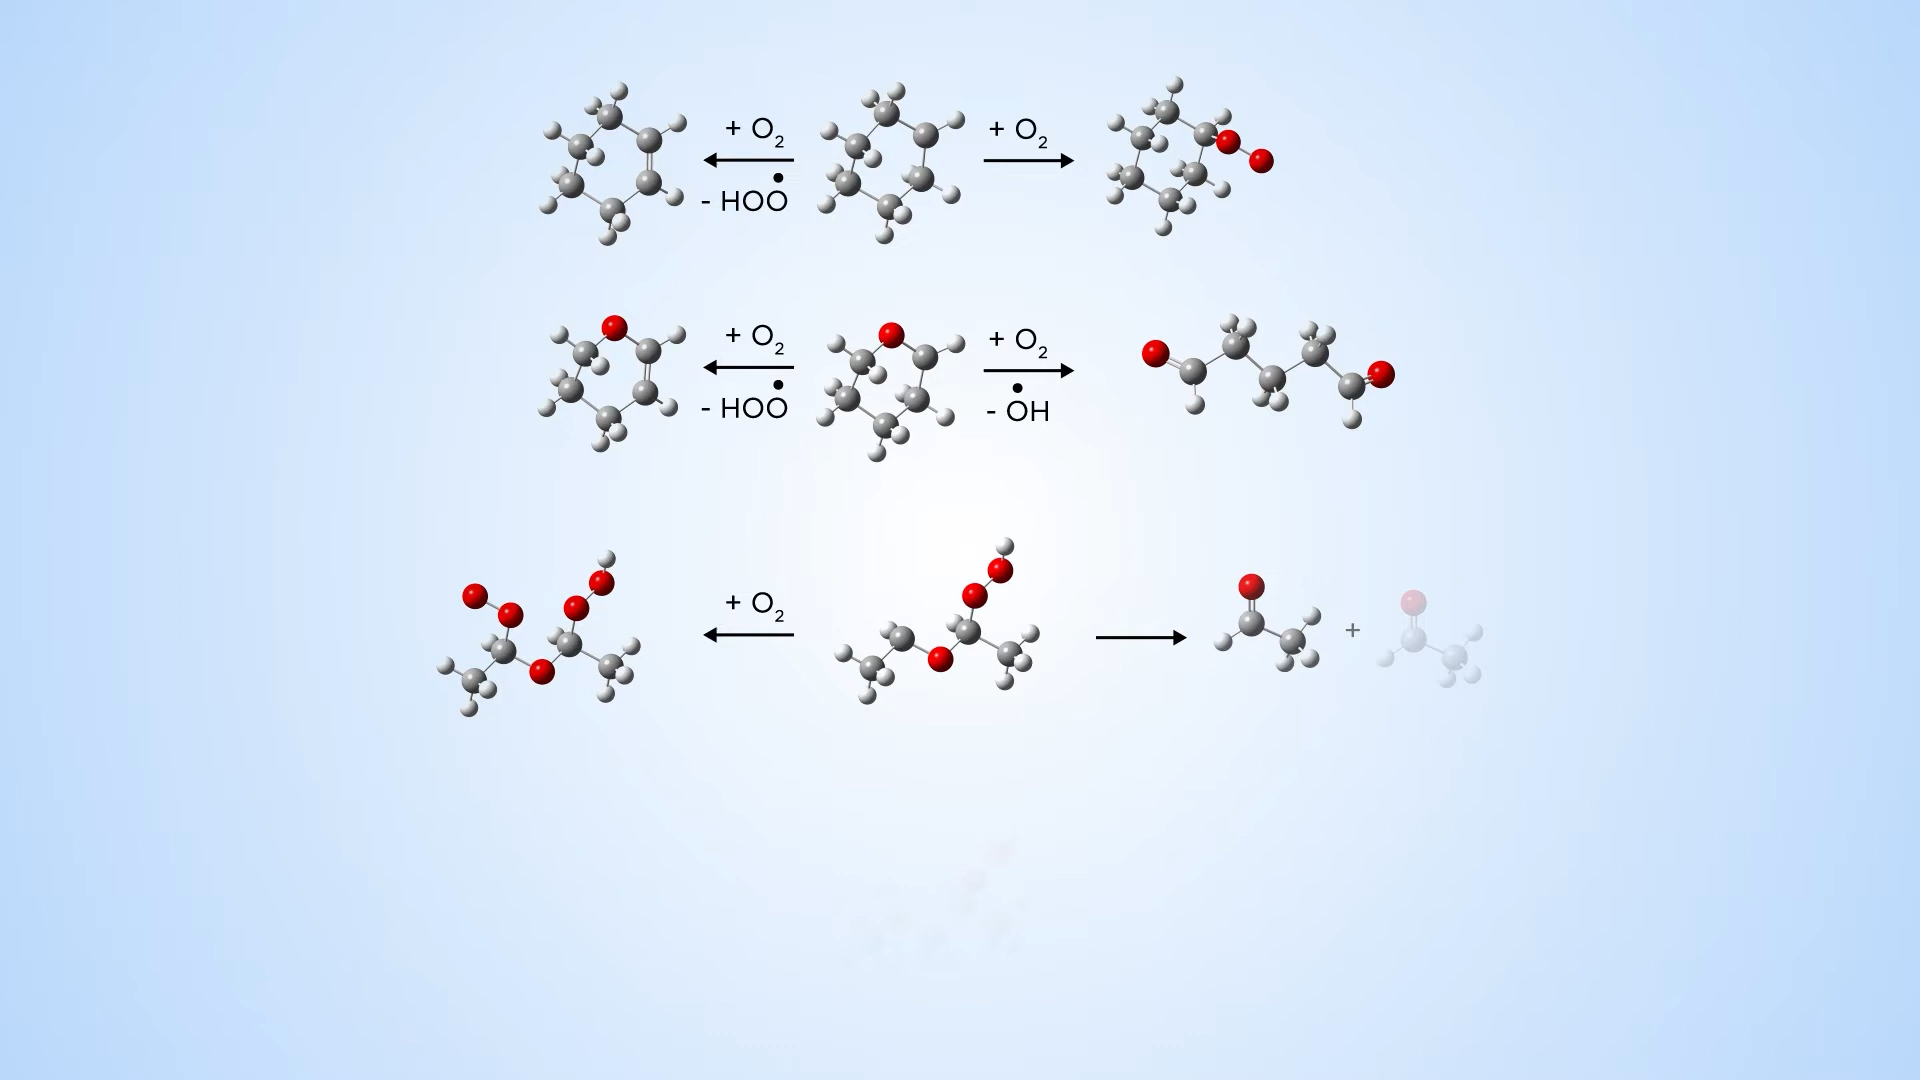 + O₂
+ O₂
- HOO•
+ O₂
+ O₂
- HOO•
- •OH
+ O₂
+